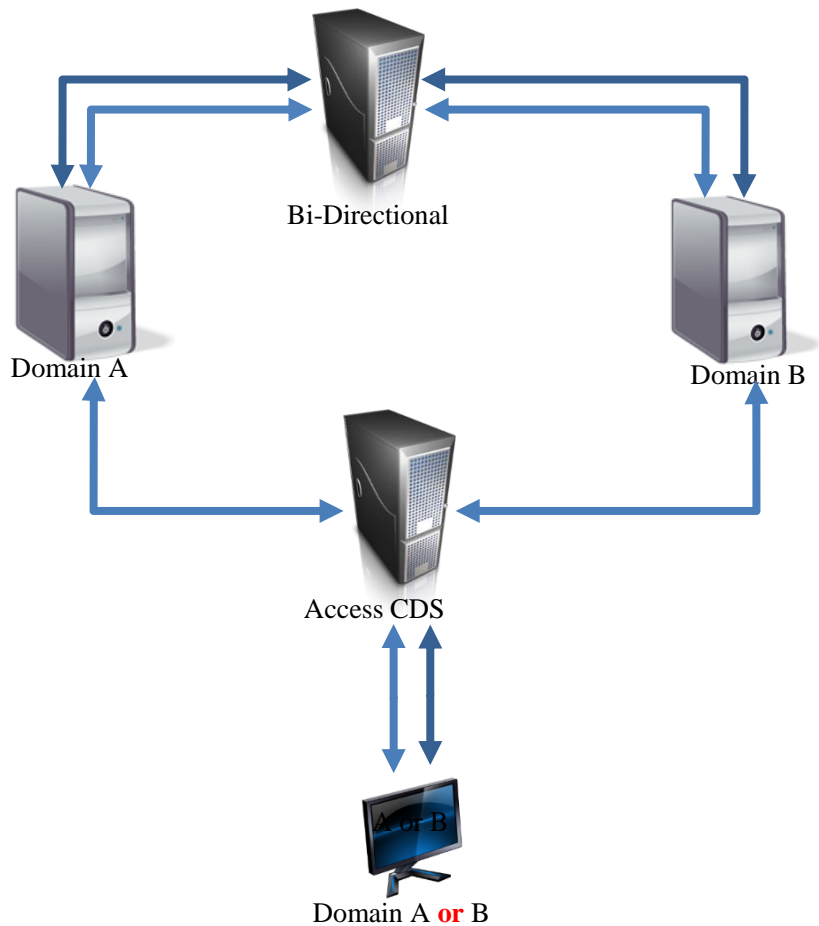 Bi-Directional
Domain A
Domain B
Access CDS
A or B
Domain A or B